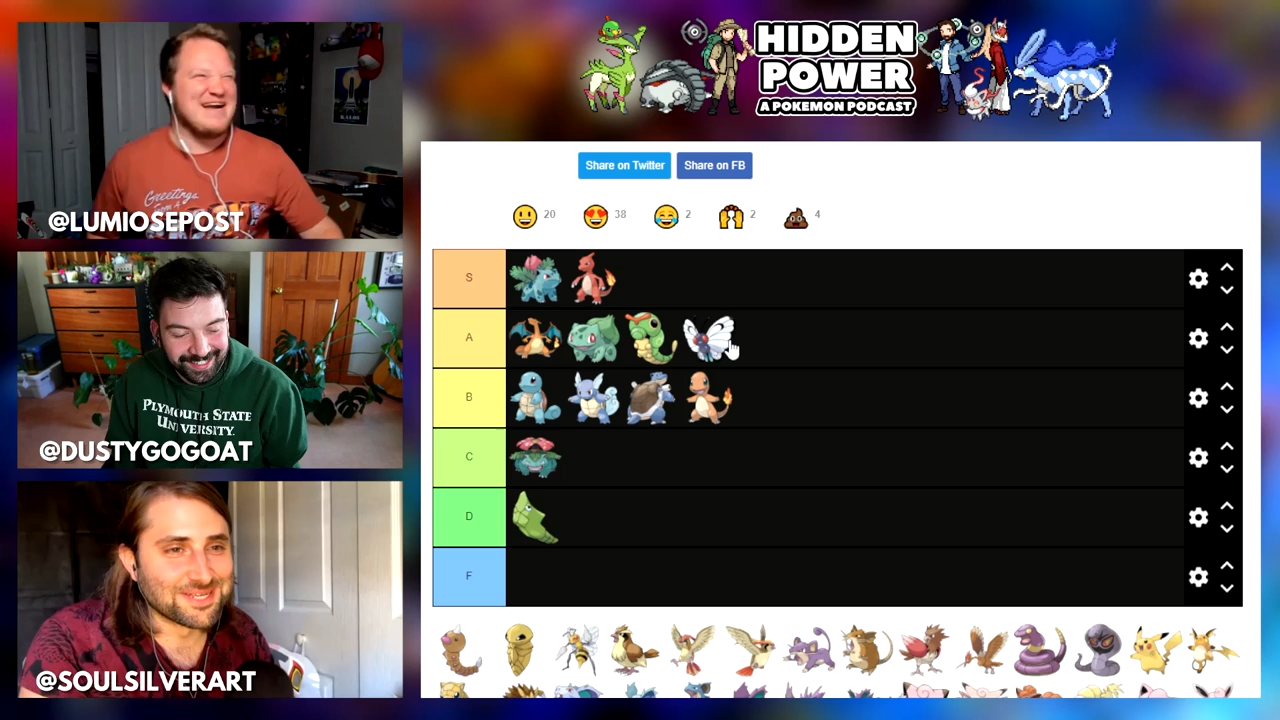 HIDDEN
POWER
A POKEMON PODCAST
Share on Twitter
Share on FB
20
38
2
2
4
Greetings
@LUMIOSEPOST
PLYMOUTH STATE
UNIVERSITY.
@DUSTYGOGOAT
@SOULSILVERART
S
A
B
C
D
F